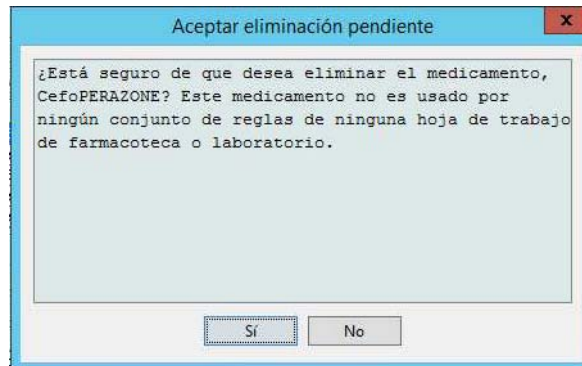 Aceptar eliminación pendiente
x
¿Está seguro de que desea eliminar el medicamento,
CefoPERAZONE? Este medicamento no es usado por
ningún conjunto de reglas de ninguna hoja de trabajo
de farmacoteca o laboratorio.
Sí No